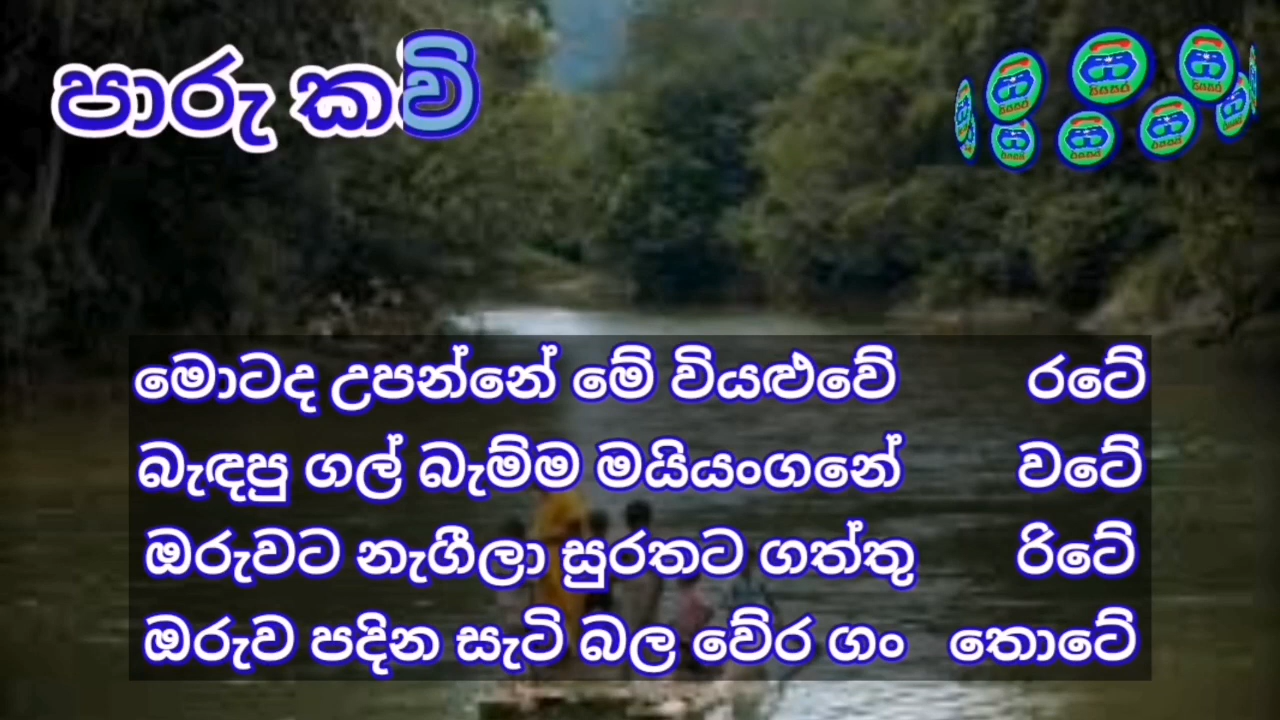 පාරු කවි
මොටද උපන්නේ මේ වියළුවේ රටේ
බැඳපු ගල් බැම්ම මයියංගනේ වටේ
ඔරුවට නැගීලා සුරතට ගත්තු රිටේ
ඔරුව පදින සැටි බල වේර ගං තොටේ